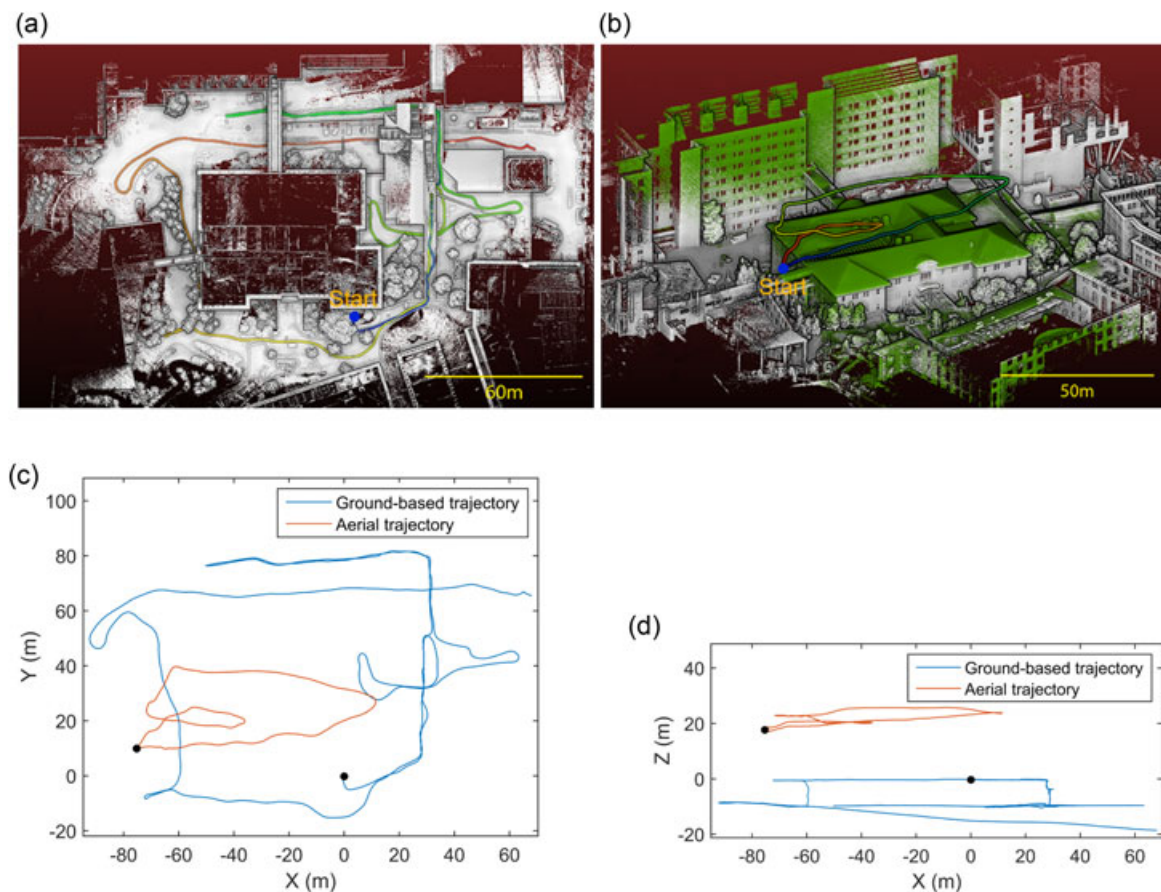 (a)
(b)
Start
60m
Start
50m
(c)
Ground-based trajectory
Aerial trajectory
100
80
60
40
20
0
-20
Y (m)
-80 -60 -40 -20 0 20 40 60
X (m)
(d)
Ground-based trajectory
Aerial trajectory
40
20
0
-20
Z (m)
-80 -60 -40 -20 0 20 40 60
X (m)